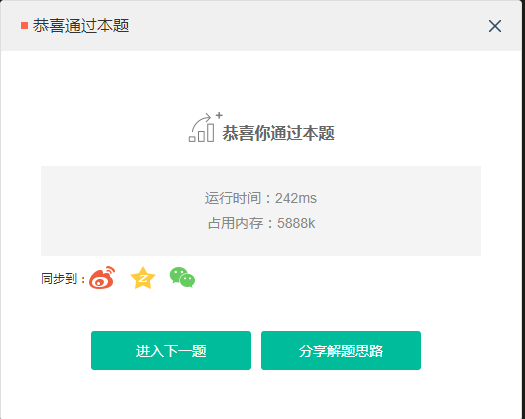 恭喜通过本题
恭喜你通过本题
运行时间：242ms
占用内存：5888k
同步到：
进入下一题
分享解题思路